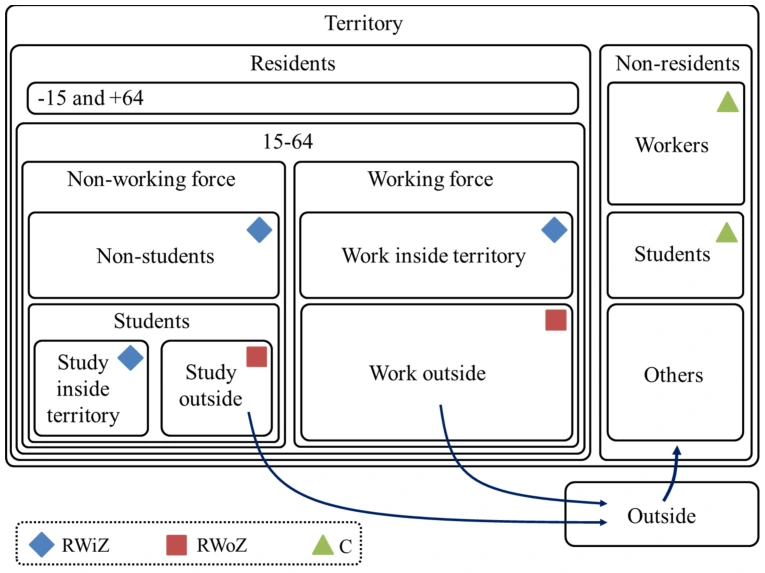 Territory
Residents
-15 and +64
15-64
Non-working force
Non-students
Students
Study
inside
territory
Study
outside
Working force
Work inside territory
Work outside
Non-residents
Workers
Students
Others
Outside
RWiZ
RWoZ
C